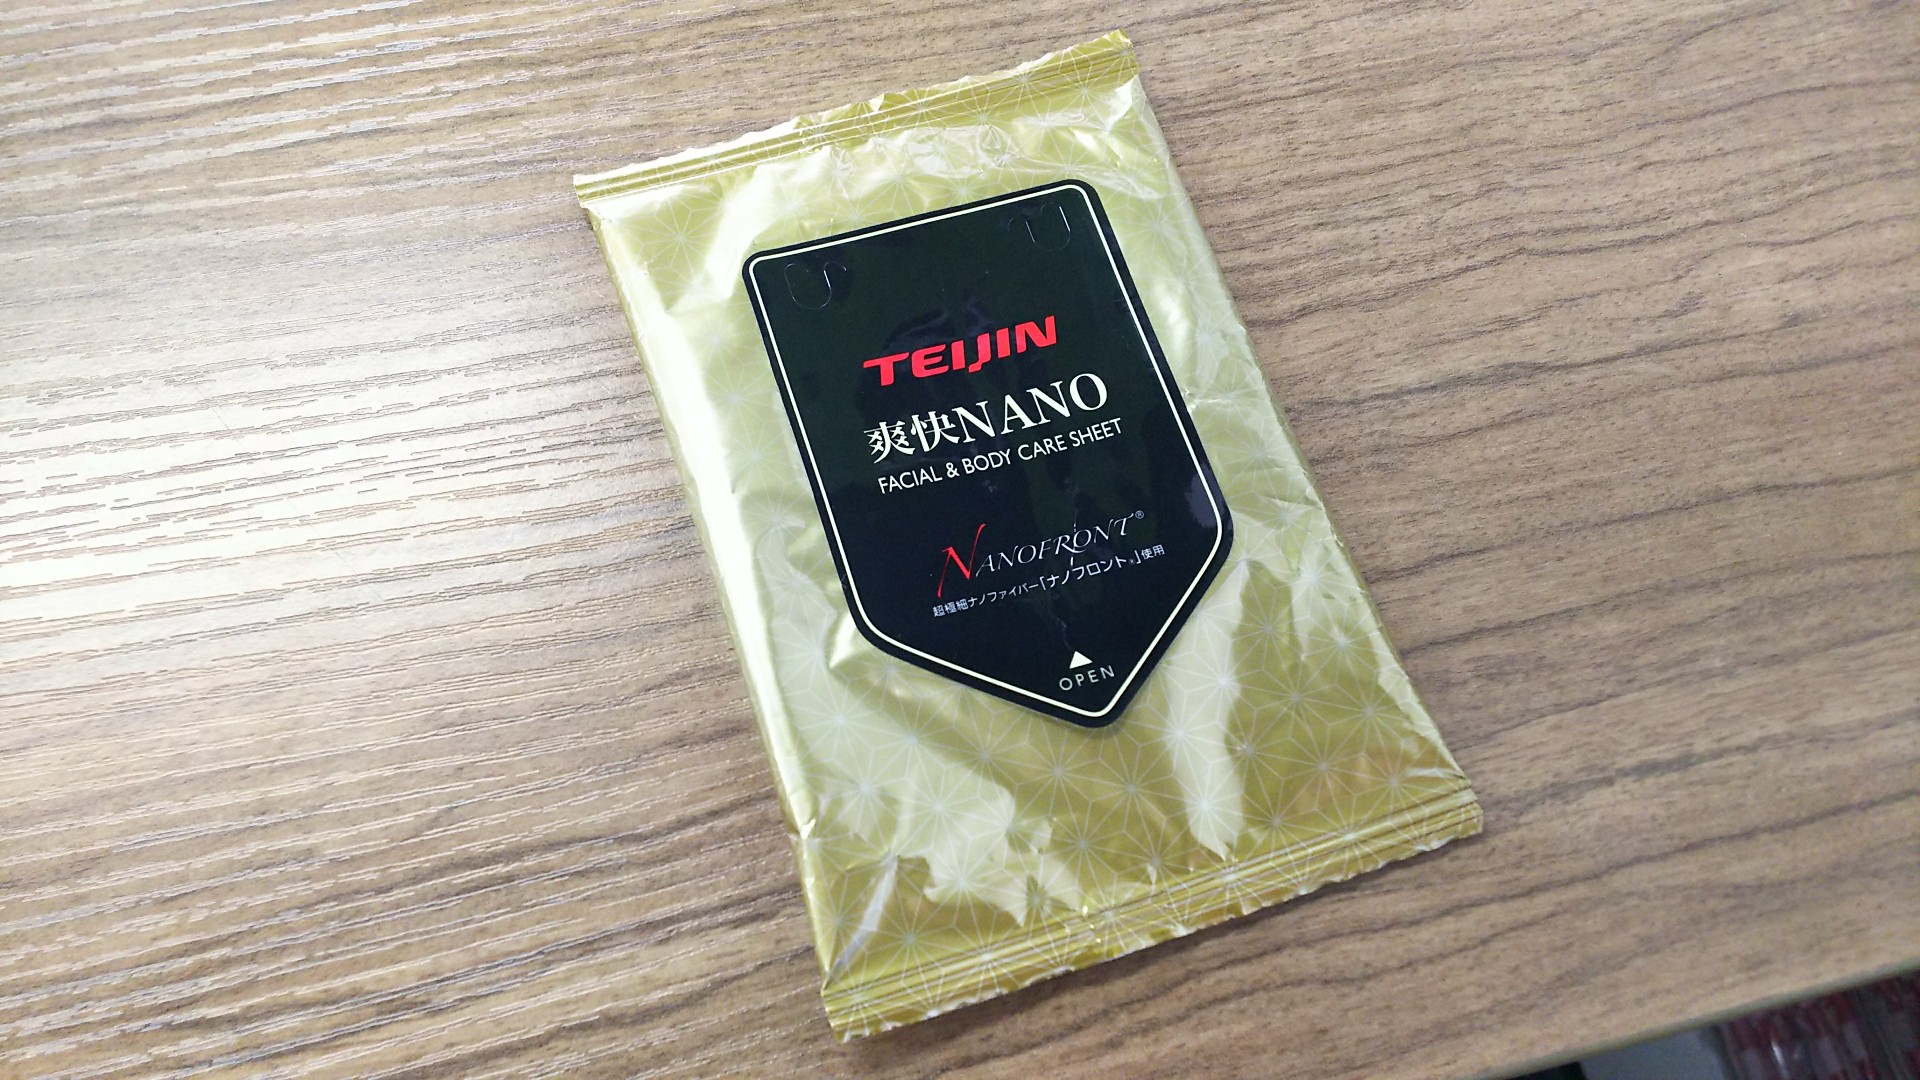 TEIJIN
爽快NANO
FACIAL & BODY CARE SHEET
NANOFRONT®
超極細ナノファイバー「ナノフロント®」使用
OPEN